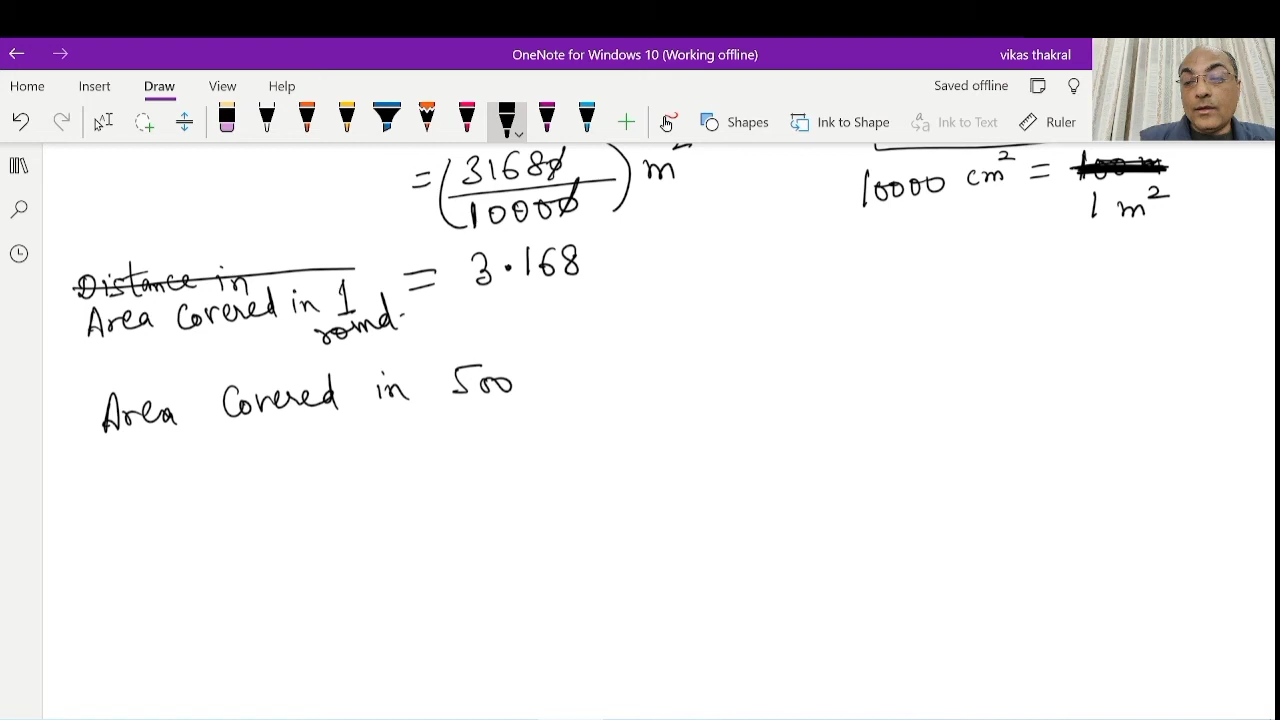 OneNote for Windows 10 (Working offline)
vikas thakral
Home Insert Draw View Help
Saved offline
Shapes Ink to Shape Ink to Text Ruler
= (31680/10000) m²
10000 cm² = 100 m
1 m²
Distance in
Area Covered in 1 round.
= 3.168
Area Covered in 500